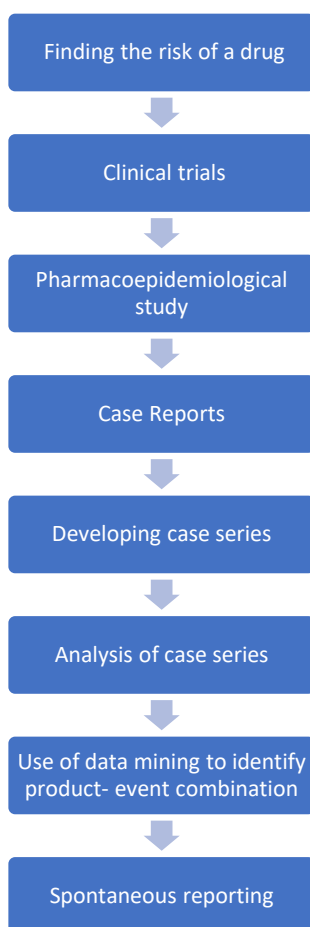 Finding the risk of a drug
Clinical trials
Pharmacoepidemiological
study
Case Reports
Developing case series
Analysis of case series
Use of data mining to identify
product- event combination
Spontaneous reporting